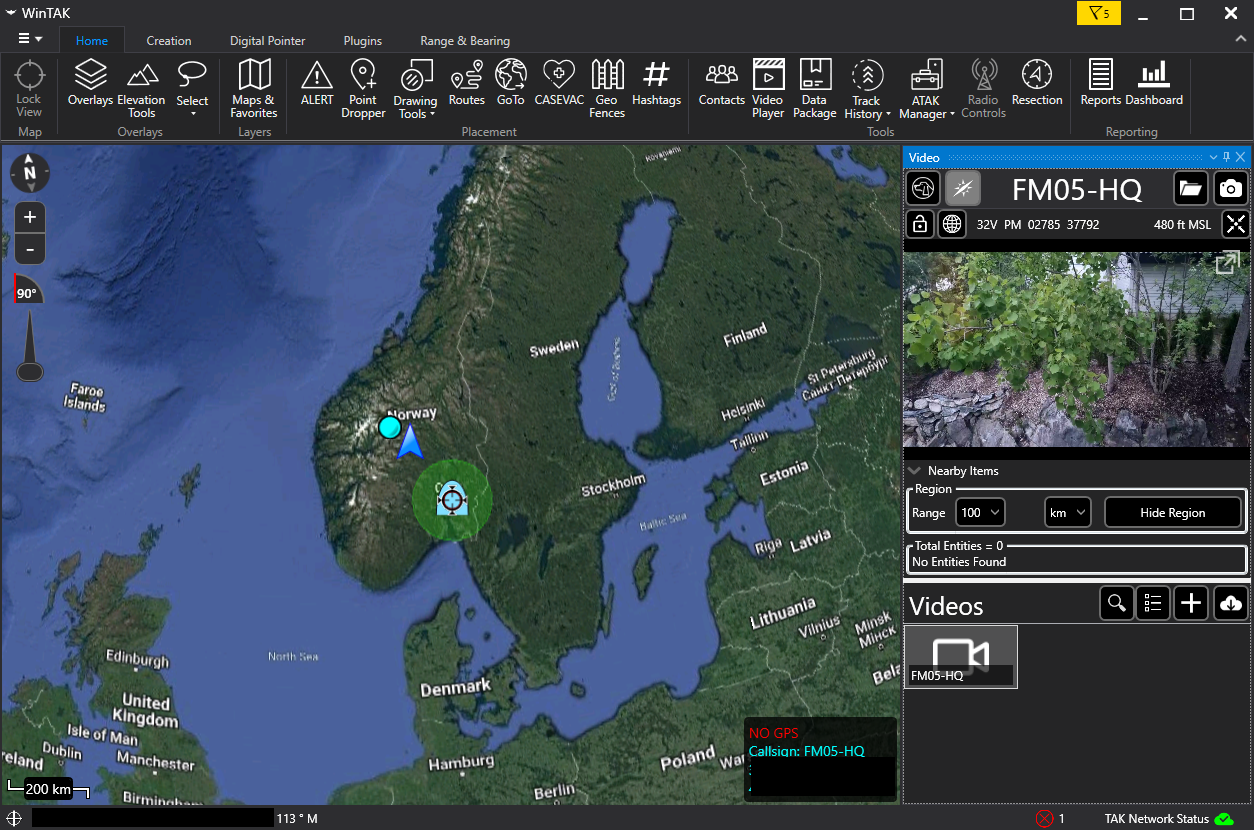 WinTAK
5
Home
Creation
Digital Pointer
Plugins
Range & Bearing
Lock
View
Overlays
Elevation
Tools
Select
Maps &
Favorites
ALERT
Point
Dropper
Drawing
Tools
Routes
GoTo
CASEVAC
Geo
Fences
Hashtags
Contacts
Video
Player
Data
Package
Track
History
ATAK
Manager
Radio
Controls
Resection
Reports
Dashboard
Map
Overlays
Layers
Placement
Tools
Reporting
N
+
-
90°
Faroe
Islands
Sweden
Finland
St Petersburg
Санкт-Петербург
Norway
Helsinki
Tallinn
Estonia
Stockholm
Baltic Sea
Riga
Latvia
Lithuania
Vilnius
Minsk
Минск
Bela
Edinburgh
North Sea
Denmark
United
Kingdom
Isle of Man
Dublin
reland
Manchester
Hamburg
Poland
Berlin
Birmingham
200 km
NO GPS
Callsign: FM05-HQ
113 ° M
Video
FM05-HQ
32V PM 02785 37792
480 ft MSL
Nearby Items
Region
Range
100
km
Hide Region
Total Entities = 0
No Entities Found
Videos
FM05-HQ
1
TAK Network Status